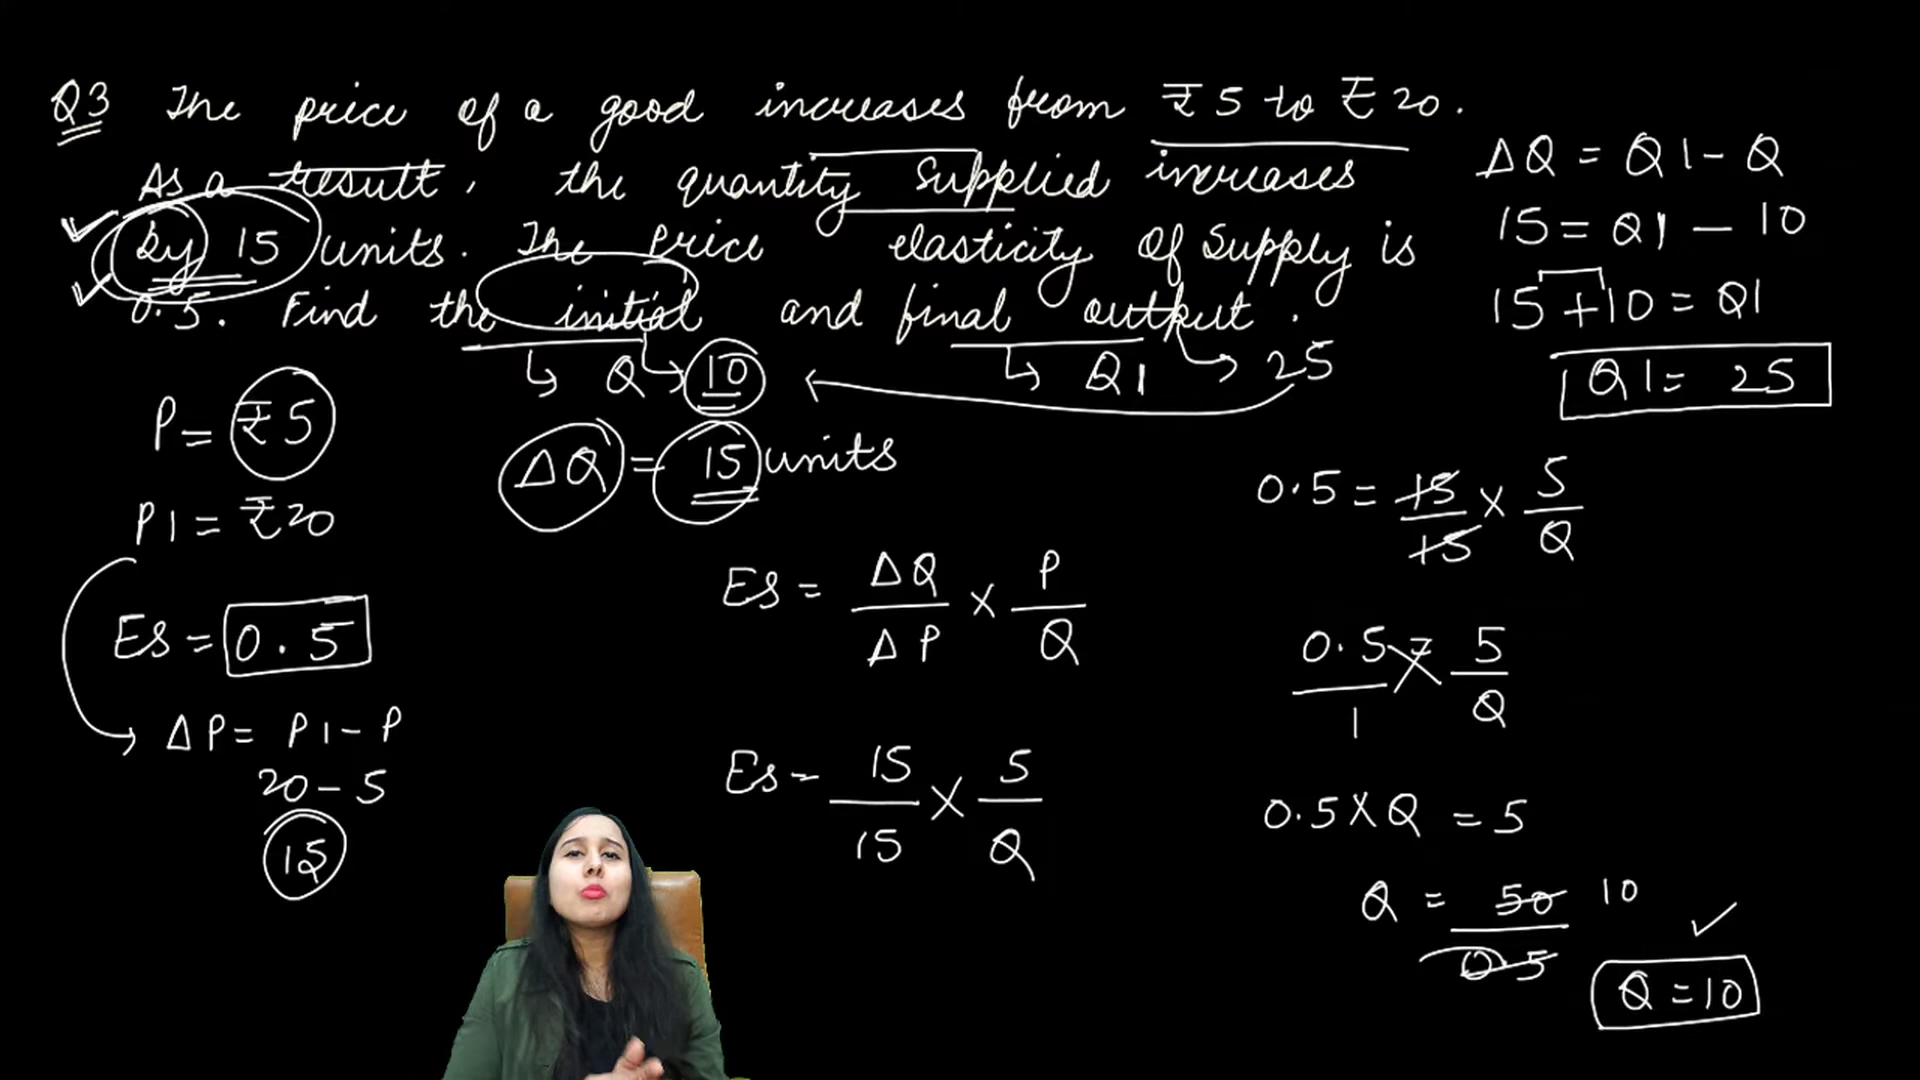 Q3 The price of a good increases from ₹5 to ₹20.
As a result, the quantity supplied increases
by 15 units. The price elasticity of supply is
0.5. Find the initial and final output.
↳ Q → 10 ↳ Q1 → 25
P = ₹5
ΔQ = 15 units
P1 = ₹20
Es = 0.5
ΔP = P1 - P
20 - 5
15
Es = ΔQ/ΔP × P/Q
Es = 15/15 × 5/Q
ΔQ = Q1 - Q
15 = Q1 - 10
15 + 10 = Q1
Q1 = 25
0.5 = 15/15 × 5/Q
0.5/1 = 5/Q
0.5 × Q = 5
Q = 50/0.5 10
Q = 10